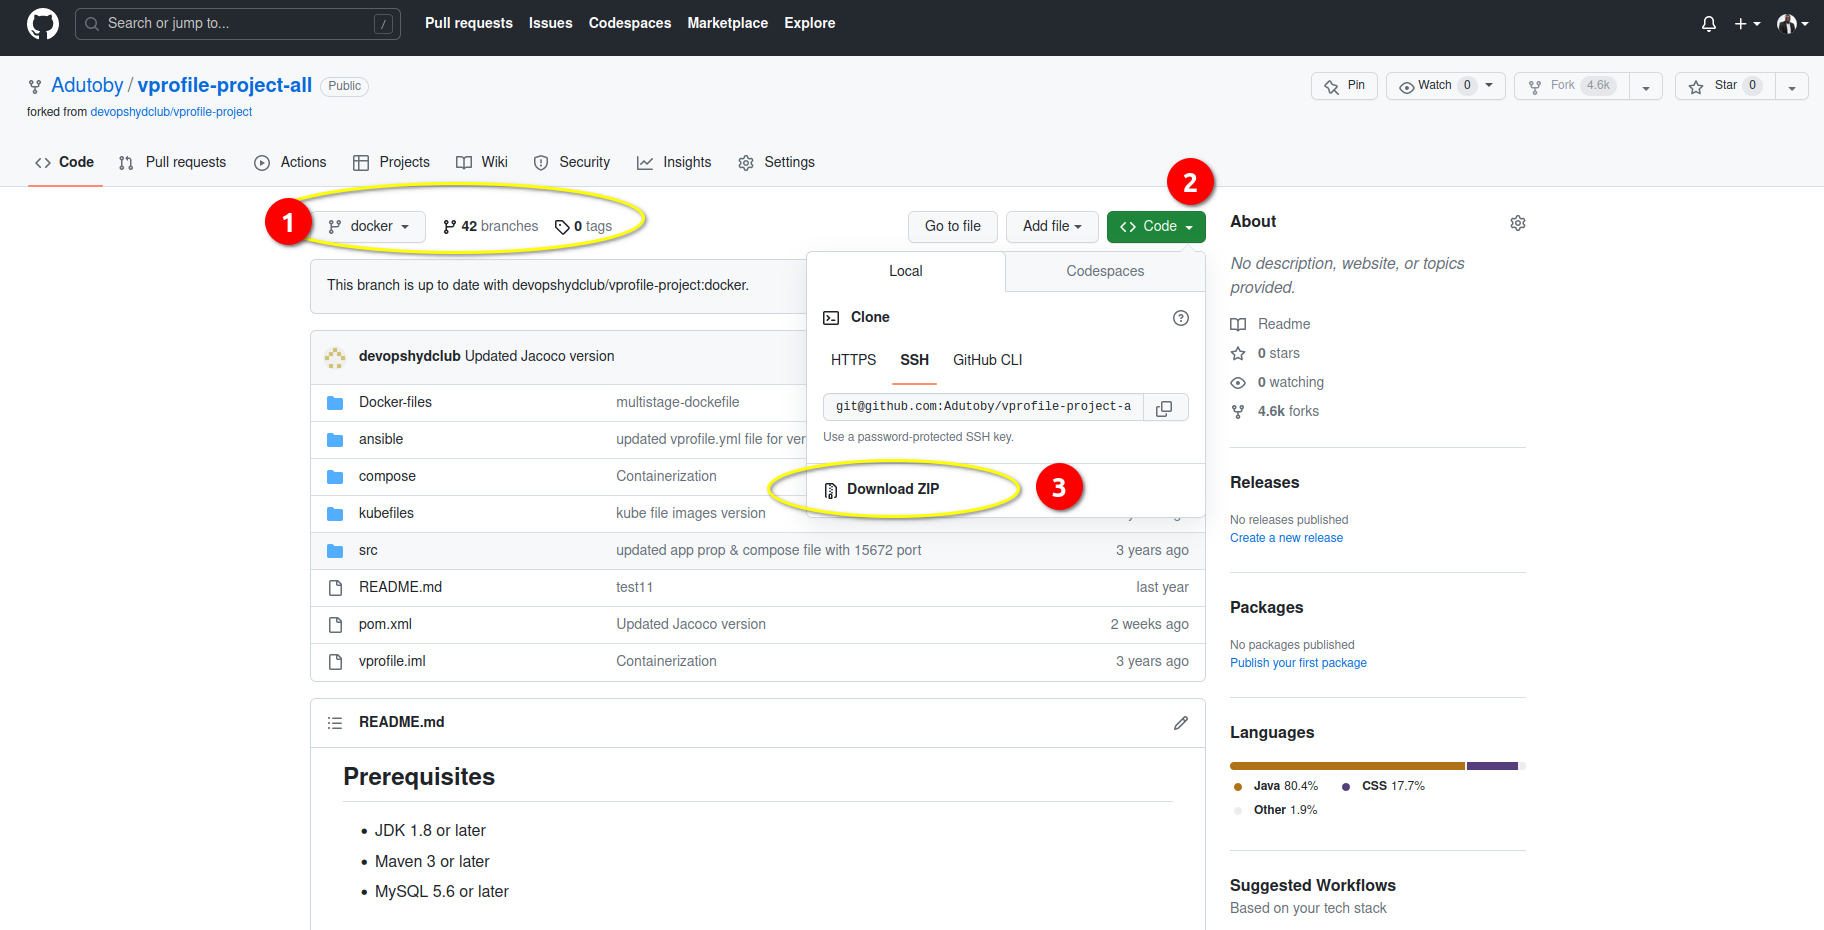 Search or jump to... /
Pull requests Issues Codespaces Marketplace Explore
Adutoby / vprofile-project-all Public
forked from devopshydclub/vprofile-project
Pin Watch 0 Fork 4.6k Star 0
Code Pull requests Actions Projects Wiki Security Insights Settings
1 docker 42 branches 0 tags
2
Go to file Add file Code
This branch is up to date with devopshydclub/vprofile-project:docker.
devopshydclub Updated Jacoco version
Docker-files multistage-dockefile
ansible updated vprofile.yml file for ver
compose Containerization
kubefiles kube file images version
src updated app prop & compose file with 15672 port 3 years ago
README.md test11 last year
pom.xml Updated Jacoco version 2 weeks ago
vprofile.iml Containerization 3 years ago
Local Codespaces
Clone
HTTPS SSH GitHub CLI
git@github.com:Adutoby/vprofile-project-a
Use a password-protected SSH key.
Download ZIP 3
README.md
Prerequisites
• JDK 1.8 or later
• Maven 3 or later
• MySQL 5.6 or later
About
No description, website, or topics
provided.
Readme
0 stars
0 watching
4.6k forks
Releases
No releases published
Create a new release
Packages
No packages published
Publish your first package
Languages
Java 80.4% CSS 17.7%
Other 1.9%
Suggested Workflows
Based on your tech stack